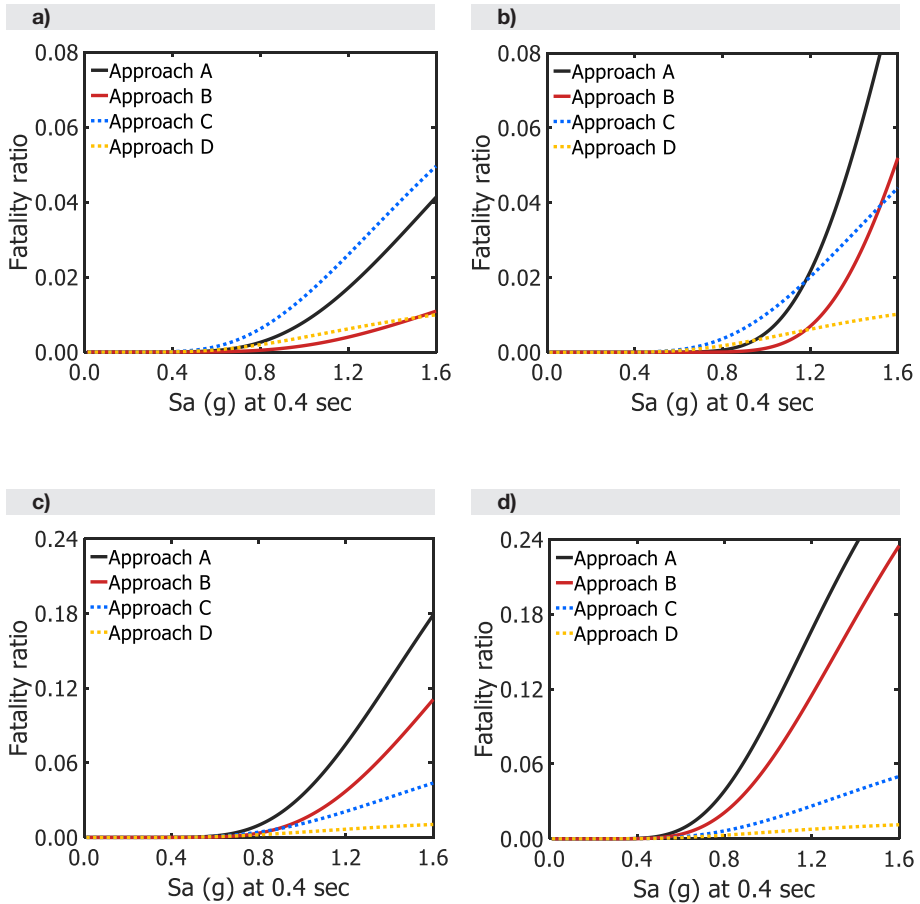 a)
0.08
0.06
0.04
0.02
0.00
Fatality ratio
Approach A
Approach B
Approach C
Approach D
0.0 0.4 0.8 1.2 1.6
Sa (g) at 0.4 sec
b)
0.08
0.06
0.04
0.02
0.00
Fatality ratio
Approach A
Approach B
Approach C
Approach D
0.0 0.4 0.8 1.2 1.6
Sa (g) at 0.4 sec
c)
0.24
0.18
0.12
0.06
0.00
Fatality ratio
Approach A
Approach B
Approach C
Approach D
0.0 0.4 0.8 1.2 1.6
Sa (g) at 0.4 sec
d)
0.24
0.18
0.12
0.06
0.00
Fatality ratio
Approach A
Approach B
Approach C
Approach D
0.0 0.4 0.8 1.2 1.6
Sa (g) at 0.4 sec